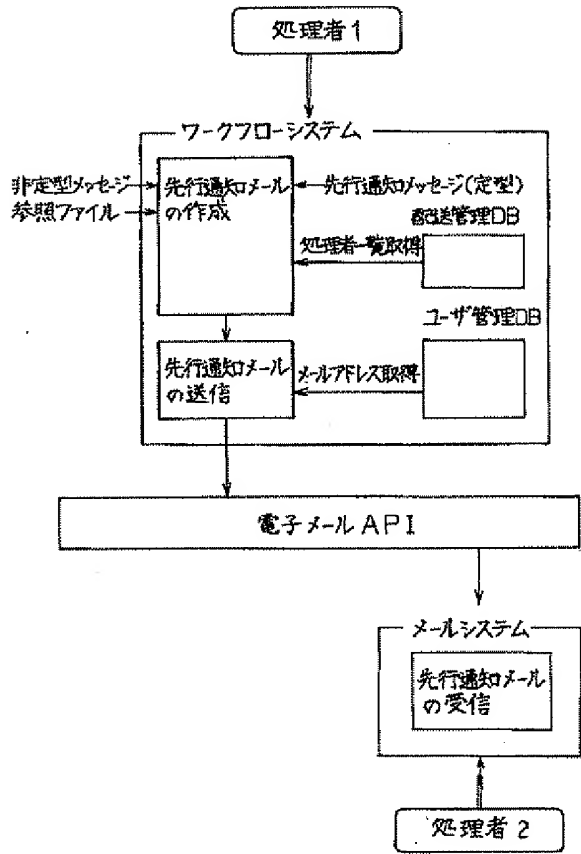 処理者1
ワークフローシステム
非定型メッセージ
参照ファイル
先行通知メール
の作成
先行通知メッセージ(定型)
配送管理DB
処理者一覧取得
ユーザ管理DB
先行通知メール
の送信
メールアドレス取得
電子メールAPI
メールシステム
先行通知メール
の受信
処理者2